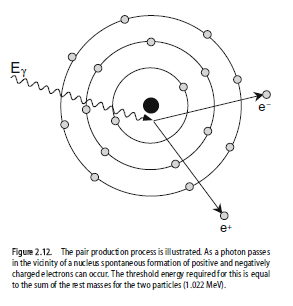 Eγ
e⁻
e⁺
Figure 2.12. The pair production process is illustrated. As a photon passes
in the vicinity of a nucleus spontaneous formation of positive and negatively
charged electrons can occur. The threshold energy required for this is equal
to the sum of the rest masses for the two particles (1.022 MeV).